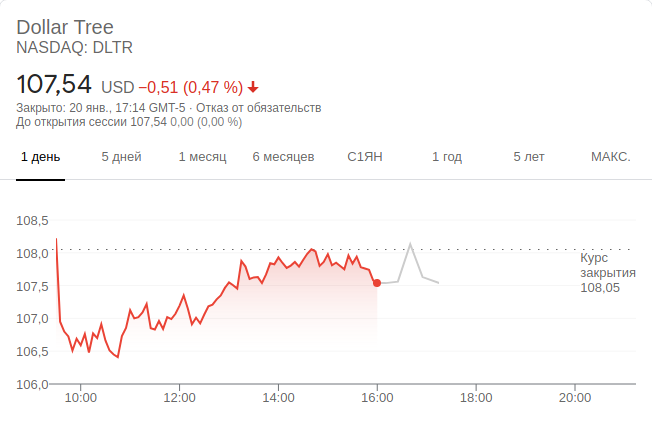 Dollar Tree
NASDAQ: DLTR
107,54 USD −0,51 (0,47 %)
Закрыто: 20 янв., 17:14 GMT-5 · Отказ от обязательств
До открытия сессии 107,54 0,00 (0,00 %)
1 день 5 дней 1 месяц 6 месяцев С1ЯН 1 год 5 лет МАКС.
108,5
108,0
Курс
закрытия
107,5
108,05
107,0
106,5
106,0
10:00 12:00 14:00 16:00 18:00 20:00